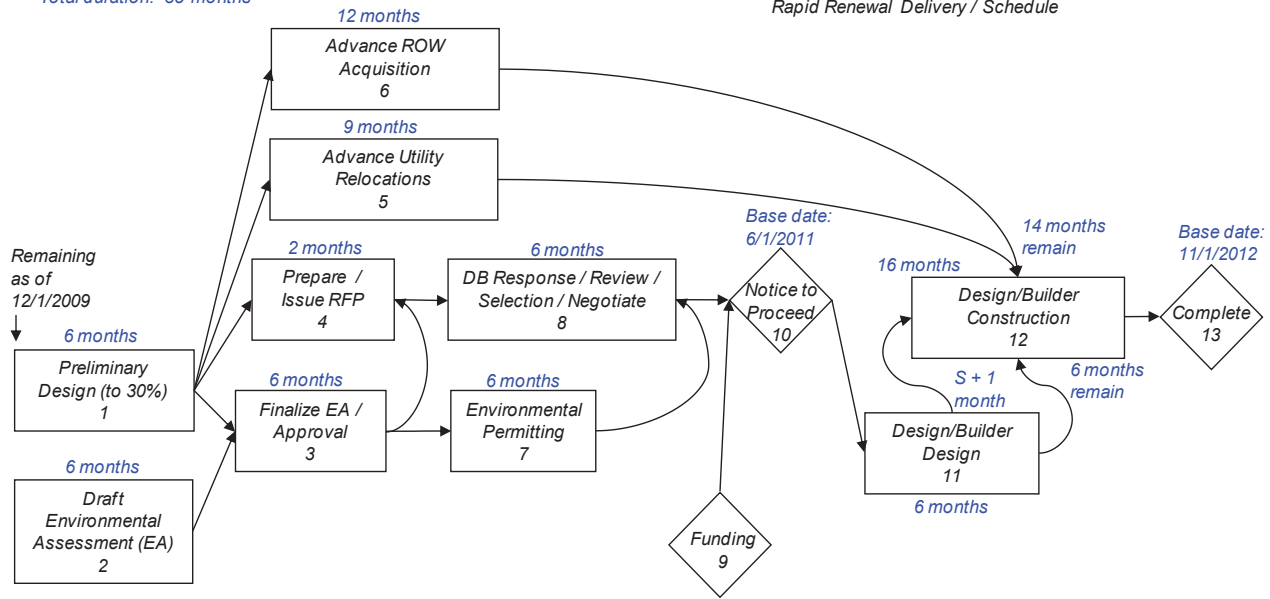 Rapid Renewal Delivery / Schedule
12 months
Advance ROW
Acquisition
6
9 months
Advance Utility
Relocations
5
Remaining
as of
12/1/2009
6 months
Preliminary
Design (to 30%)
1
6 months
Draft
Environmental
Assessment (EA)
2
2 months
Prepare /
Issue RFP
4
6 months
Finalize EA /
Approval
3
6 months
DB Response / Review /
Selection / Negotiate
8
6 months
Environmental
Permitting
7
Base date:
6/1/2011
Notice to
Proceed
10
Funding
9
14 months
remain
16 months
Design/Builder
Construction
12
S + 1
month
6 months
remain
Design/Builder
Design
11
6 months
Base date:
11/1/2012
Complete
13